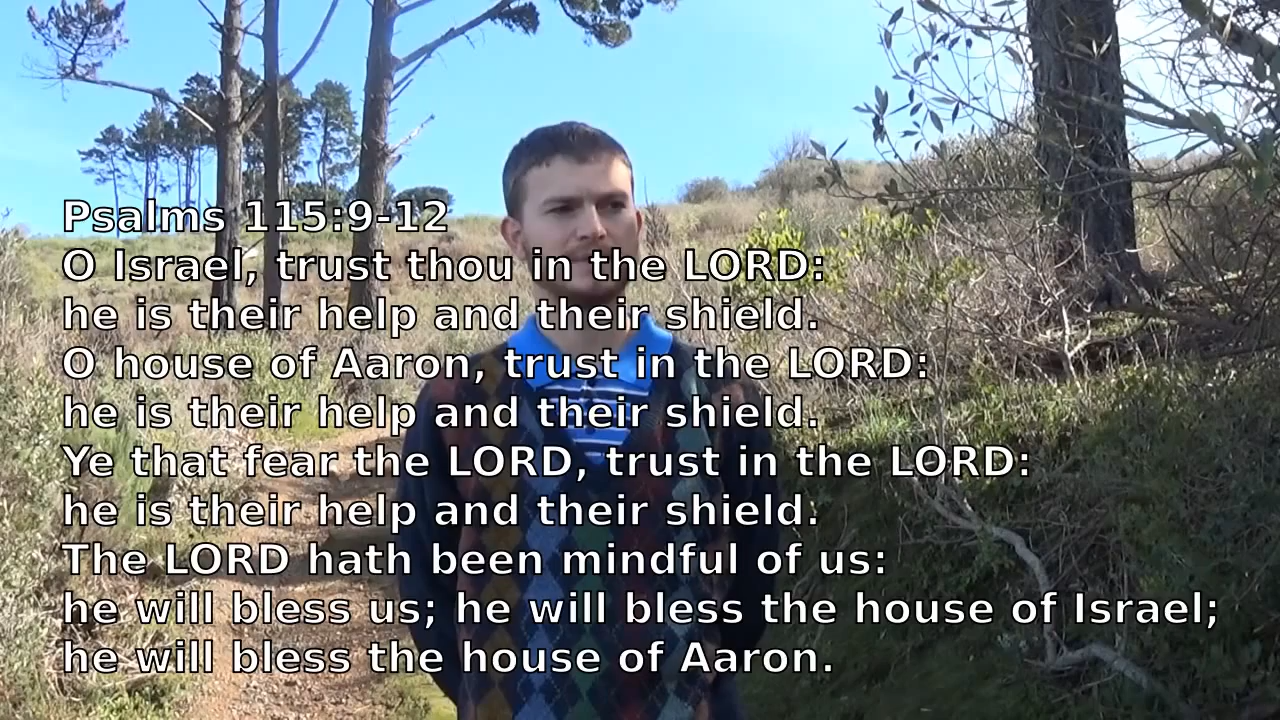 Psalms 115:9-12
O Israel, trust thou in the LORD:
he is their help and their shield.
O house of Aaron, trust in the LORD:
he is their help and their shield.
Ye that fear the LORD, trust in the LORD:
he is their help and their shield.
The LORD hath been mindful of us:
he will bless us; he will bless the house of Israel;
he will bless the house of Aaron.